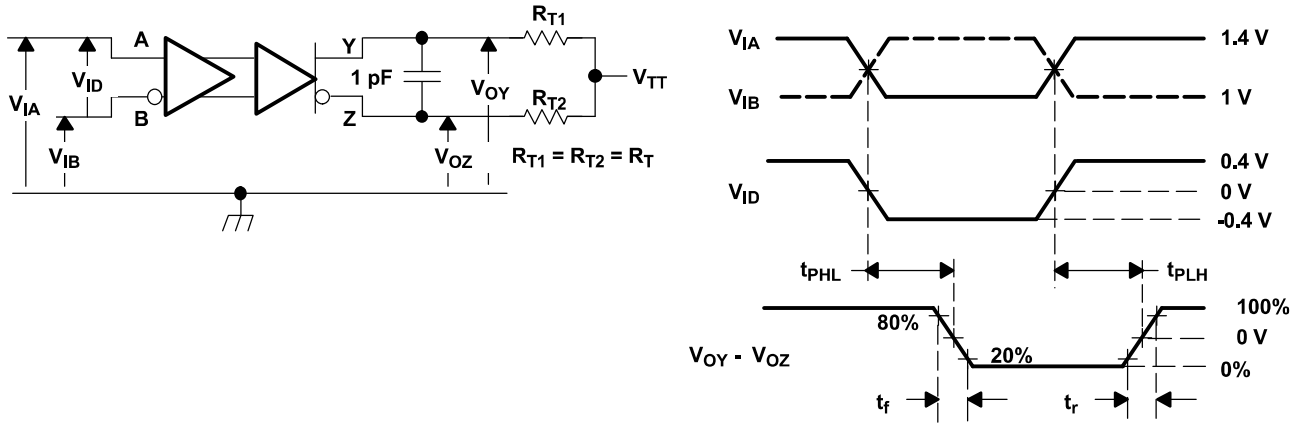 A
B
V_ID
V_IA
V_IB
Y
Z
1 pF
V_OY
V_OZ
R_T1
R_T2
V_TT
R_T1 = R_T2 = R_T
V_IA
1.4 V
V_IB
1 V
V_ID
0.4 V
0 V
-0.4 V
t_PHL
t_PLH
V_OY - V_OZ
80%
20%
100%
0 V
0%
t_f
t_r